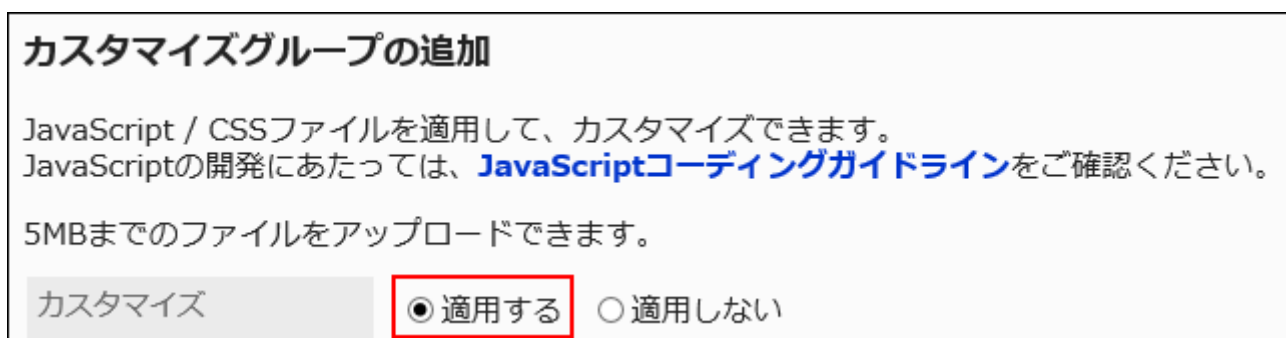 カスタマイズグループの追加
JavaScript / CSSファイルを適用して、カスタマイズできます。
JavaScriptの開発にあたっては、JavaScriptコーディングガイドラインをご確認ください。
5MBまでのファイルをアップロードできます。
カスタマイズ 適用する 適用しない